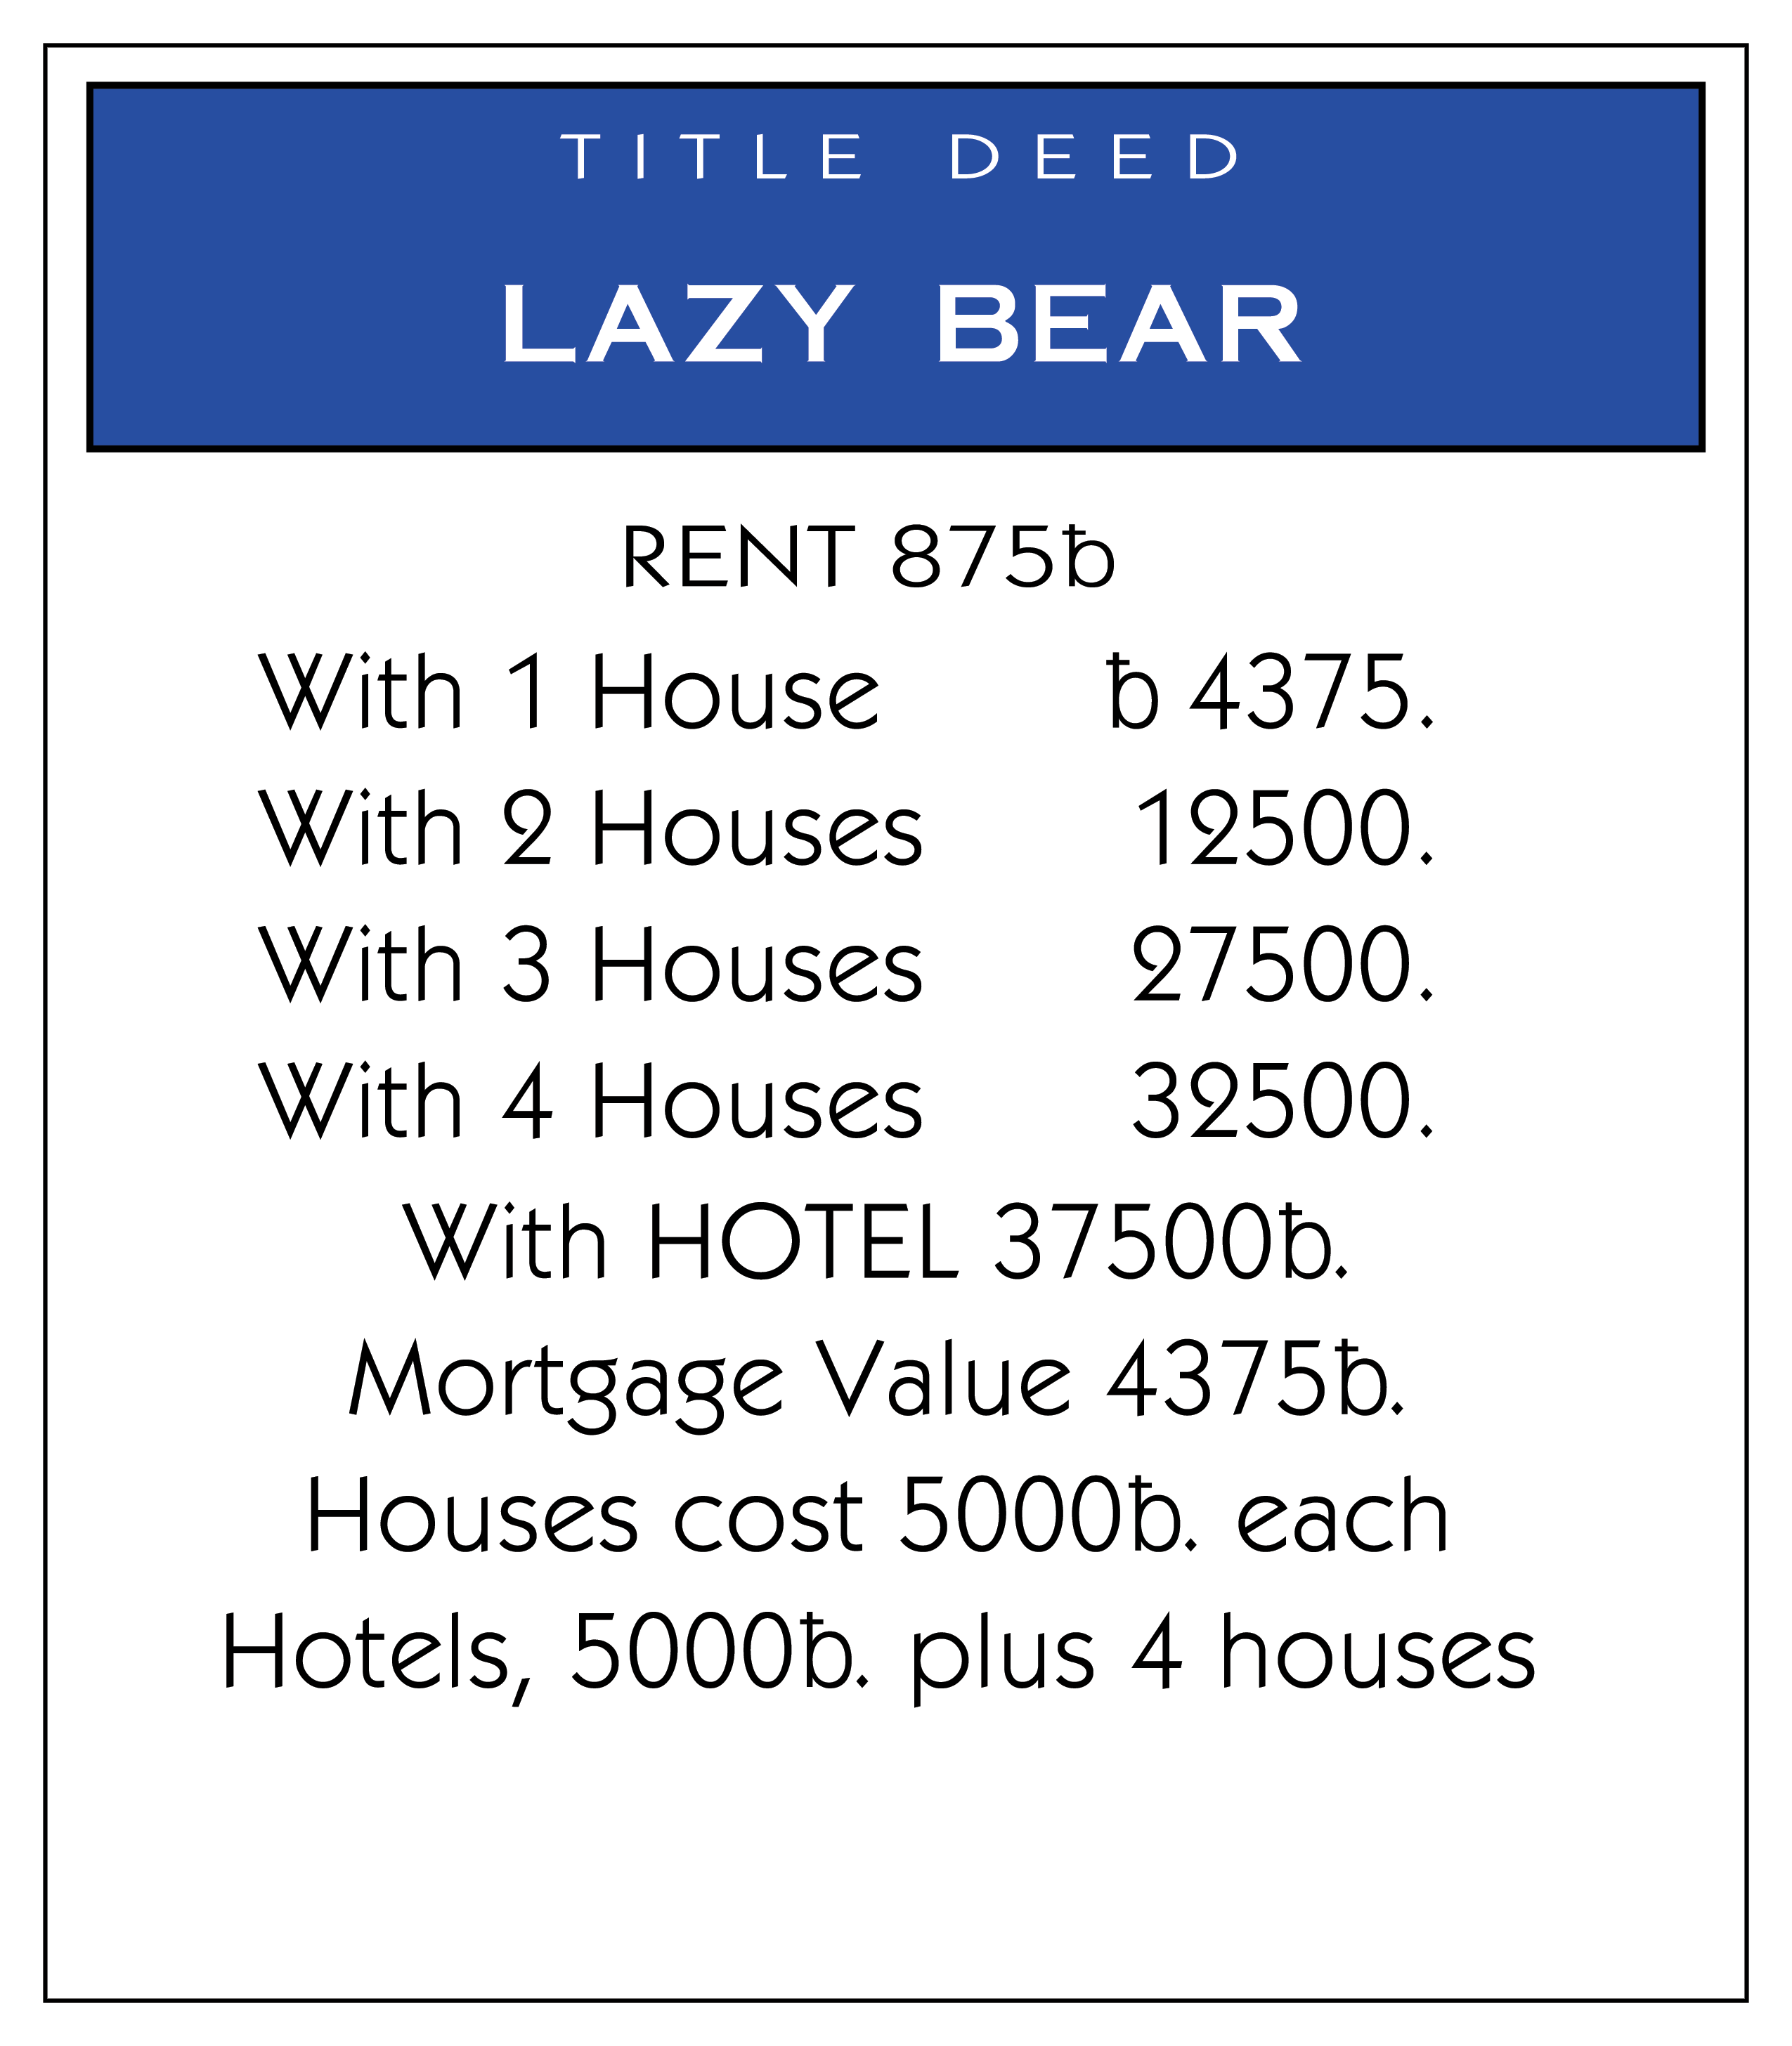 TITLE DEED
LAZY BEAR
RENT 875ƀ
With 1 House ƀ 4375.
With 2 Houses 12500.
With 3 Houses 27500.
With 4 Houses 32500.
With HOTEL 37500ƀ.
Mortgage Value 4375ƀ.
Houses cost 5000ƀ. each
Hotels, 5000ƀ. plus 4 houses